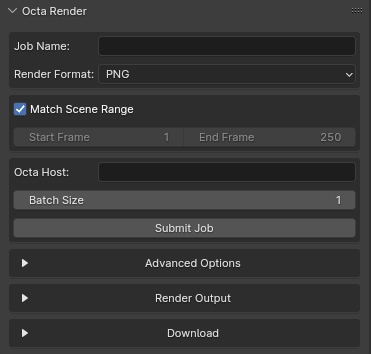 Octa Render
Job Name:
Render Format: PNG
Match Scene Range
Start Frame 1 End Frame 250
Octa Host:
Batch Size 1
Submit Job
Advanced Options
Render Output
Download